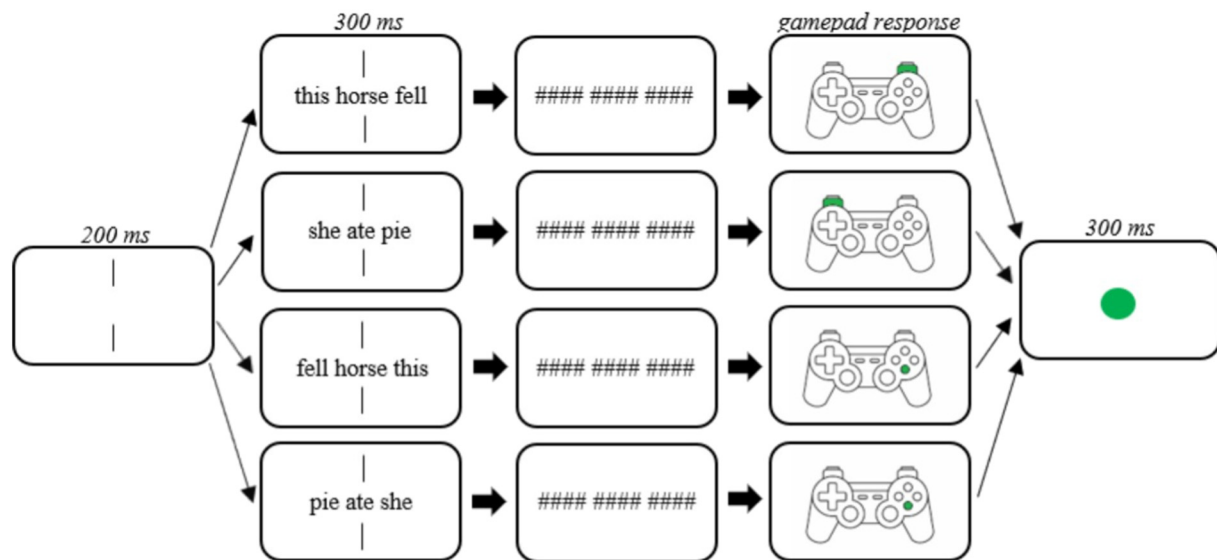 300 ms
gamepad response
this horse fell
#### #### ####
she ate pie
#### #### ####
200 ms
300 ms
fell horse this
#### #### ####
pie ate she
#### #### ####